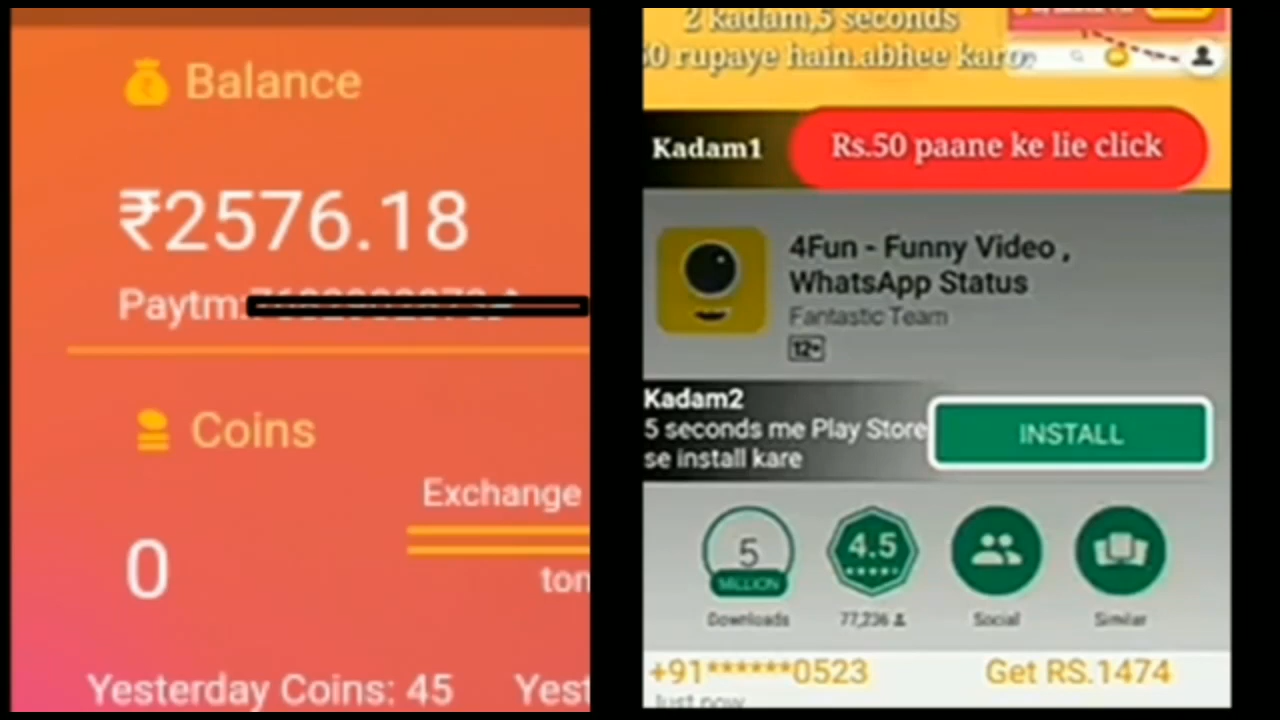 Balance
₹2576.18
Paytm:
Coins
Exchange
0
Yesterday Coins: 45
2 kadam,5 seconds
rupaye hain.abhee karo
Kadam1
Rs.50 paane ke lie click
4Fun - Funny Video ,
WhatsApp Status
Fantastic Team
12+
Kadam2
5 seconds me Play Store
se install kare
INSTALL
5
MILLION
4.5
Downloads
77,236
Social
Similar
+91******0523
Get RS.1474
Just now